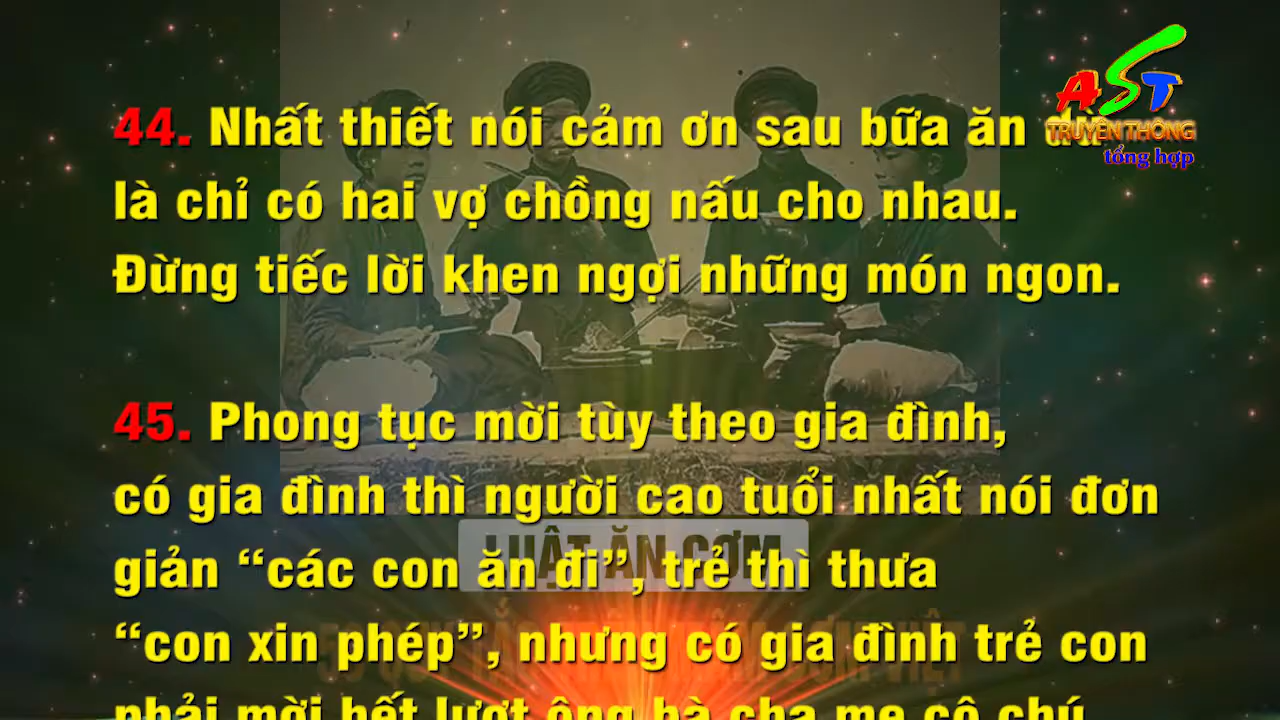 44. Nhất thiết nói cảm ơn sau bữa ăn
là chỉ có hai vợ chồng nấu cho nhau.
Đừng tiếc lời khen ngợi những món ngon.
45. Phong tục mời tùy theo gia đình,
có gia đình thì người cao tuổi nhất nói đơn
giản “các con ăn đi”, trẻ thì thưa
“con xin phép”, nhưng có gia đình trẻ con
phải mời hết lượt ông bà cha mẹ cô chú
AST
TRUYỀN THÔNG
tổng hợp
LUẬT ĂN CƠM